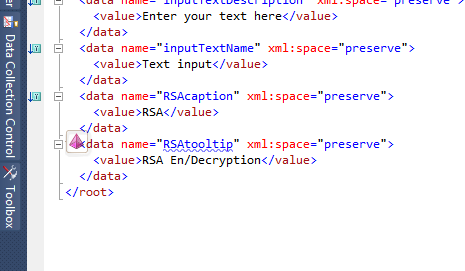 <data name="inputTextDescription" xml:space="preserve">
<value>Enter your text here</value>
</data>
<data name="inputTextName" xml:space="preserve">
<value>Text input</value>
</data>
<data name="RSAcaption" xml:space="preserve">
<value>RSA</value>
</data>
<data name="RSAtooltip" xml:space="preserve">
<value>RSA En/Decryption</value>
</data>
</root>
Data Collection Control
Toolbox